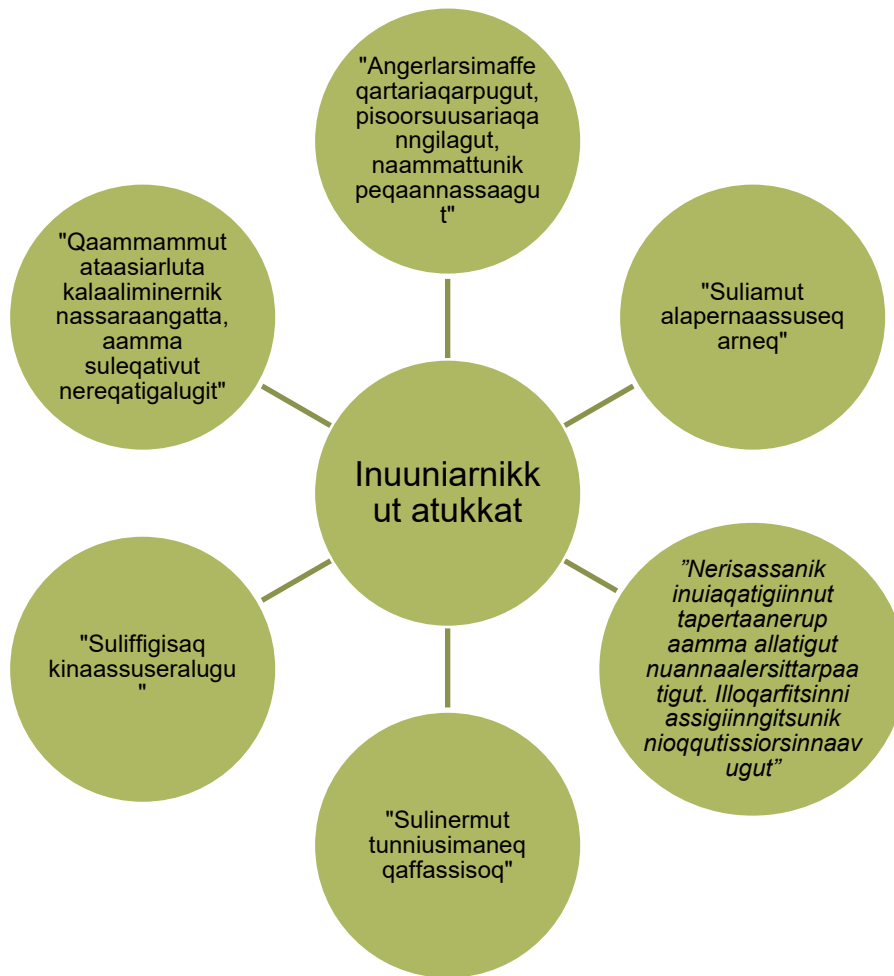 "Angerlarsimaffe
qartariaqarpugut,
pisoorsuusariaqa
nngilagut,
naammattunik
peqaannassaagu
t"
"Qaammammut
ataasiarluta
kalaaliminernik
nassaraangatta,
aamma
suleqativut
nereqatigalugit"
"Suliamut
alapernaassuseq
arneq"
Inuuniarnikk
ut atukkat
"Suliffigisaq
kinaassuseralugu
"
”Nerisassanik
inuiaqatigiinnut
tapertaanerup
aamma allatigut
nuannaalersittarpaa
tigut. Illoqarfitsinni
assigiinngitsunik
nioqqutissiorsinnaav
ugut”
"Sulinermut
tunniusimaneq
qaffassisoq"